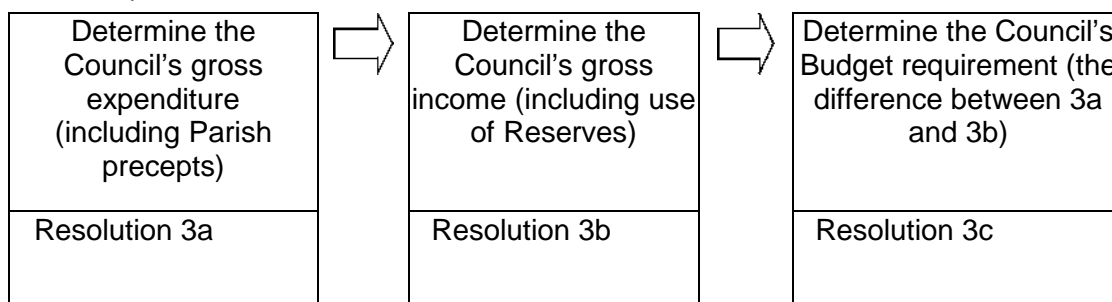 Determine the
Council's gross
expenditure
(including Parish
precepts)
Resolution 3a
Determine the
Council's gross
income (including use
of Reserves)
Resolution 3b
Determine the Council's
Budget requirement (the
difference between 3a
and 3b)
Resolution 3c